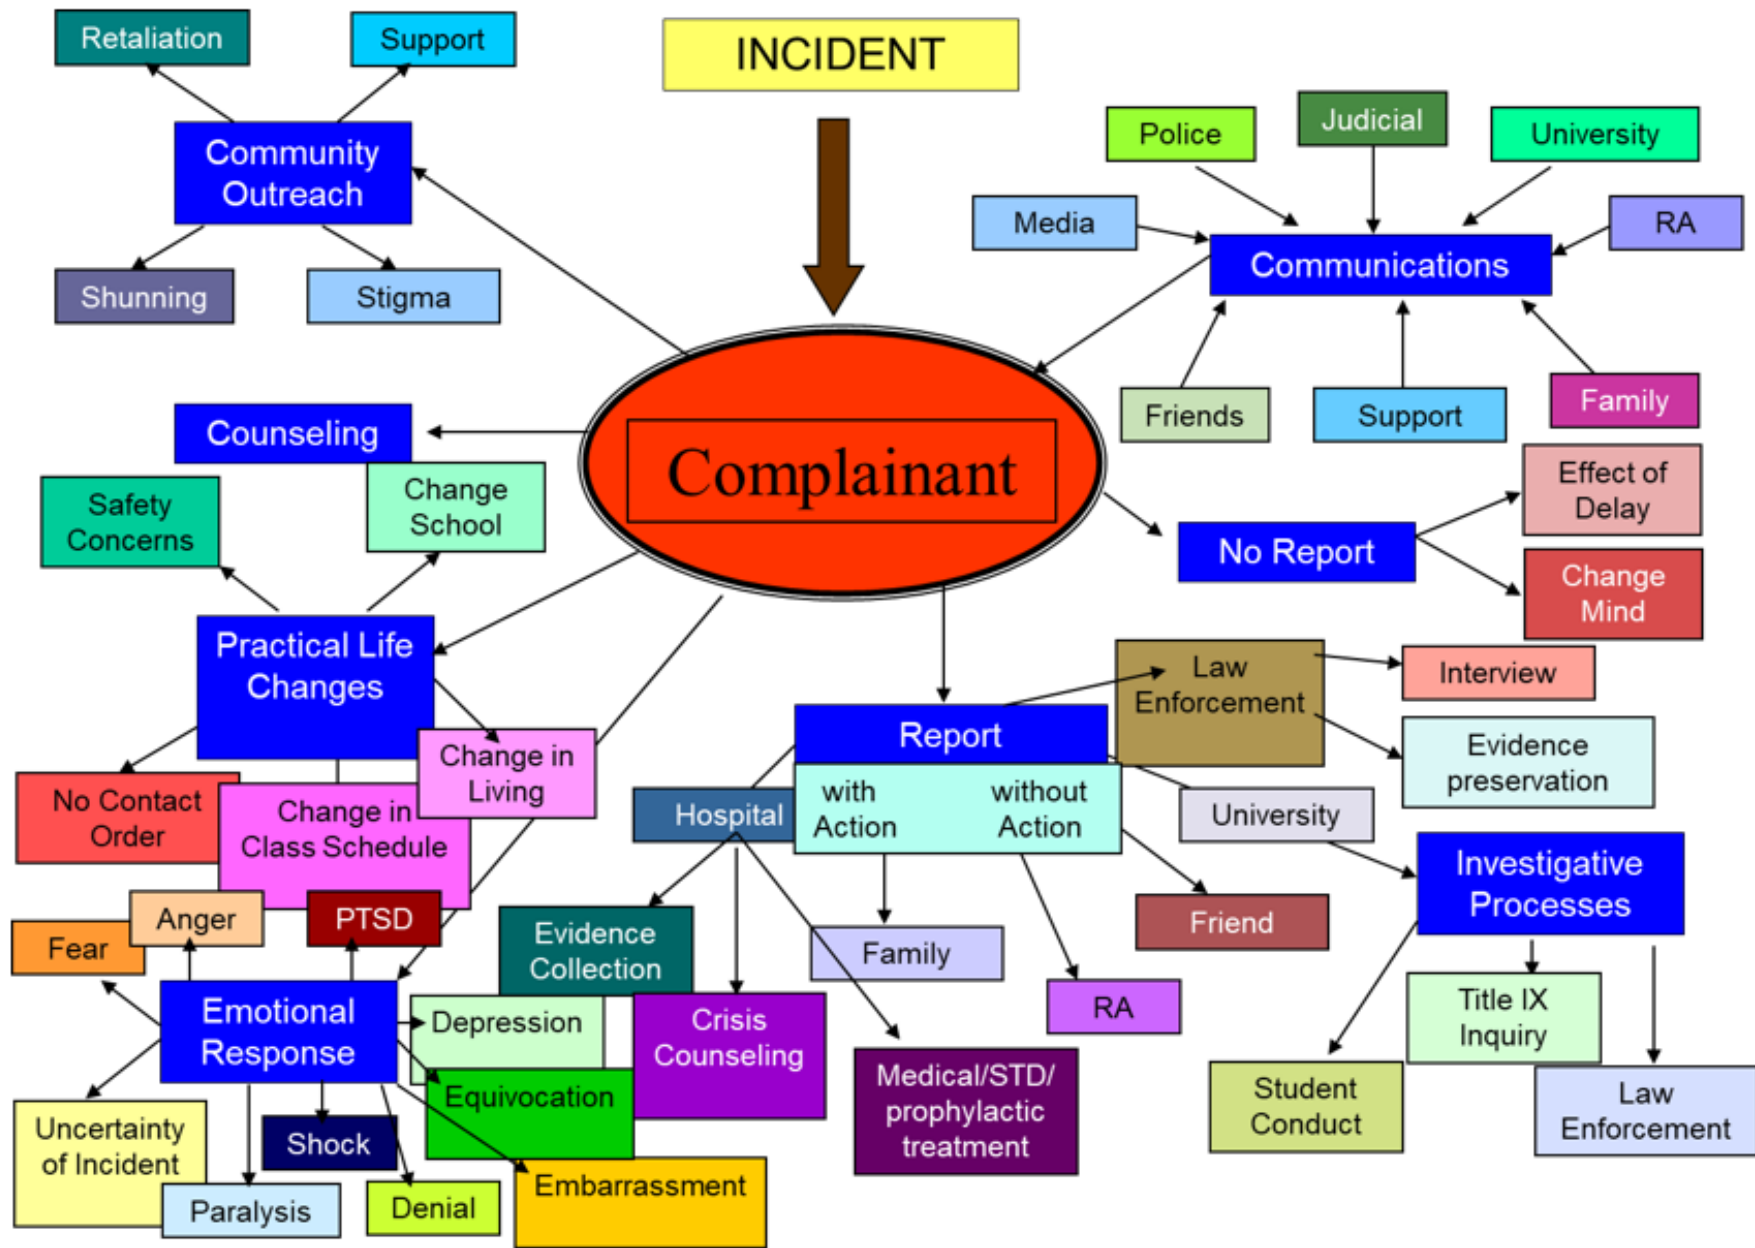 INCIDENT
Retaliation
Support
Community
Outreach
Shunning
Stigma
Police
Judicial
University
Media
RA
Communications
Friends
Support
Family
Complainant
Counseling
Safety
Concerns
Change
School
Practical Life
Changes
No Contact
Order
Change in
Class Schedule
Change in
Living
No Report
Effect of
Delay
Change
Mind
Report
with
Action
without
Action
Law
Enforcement
Interview
Evidence
preservation
Hospital
University
Investigative
Processes
Evidence
Collection
Crisis
Counseling
Medical/STD/
prophylactic
treatment
Family
RA
Friend
Student
Conduct
Title IX
Inquiry
Law
Enforcement
Fear
Anger
PTSD
Emotional
Response
Depression
Equivocation
Embarrassment
Uncertainty
of Incident
Paralysis
Shock
Denial